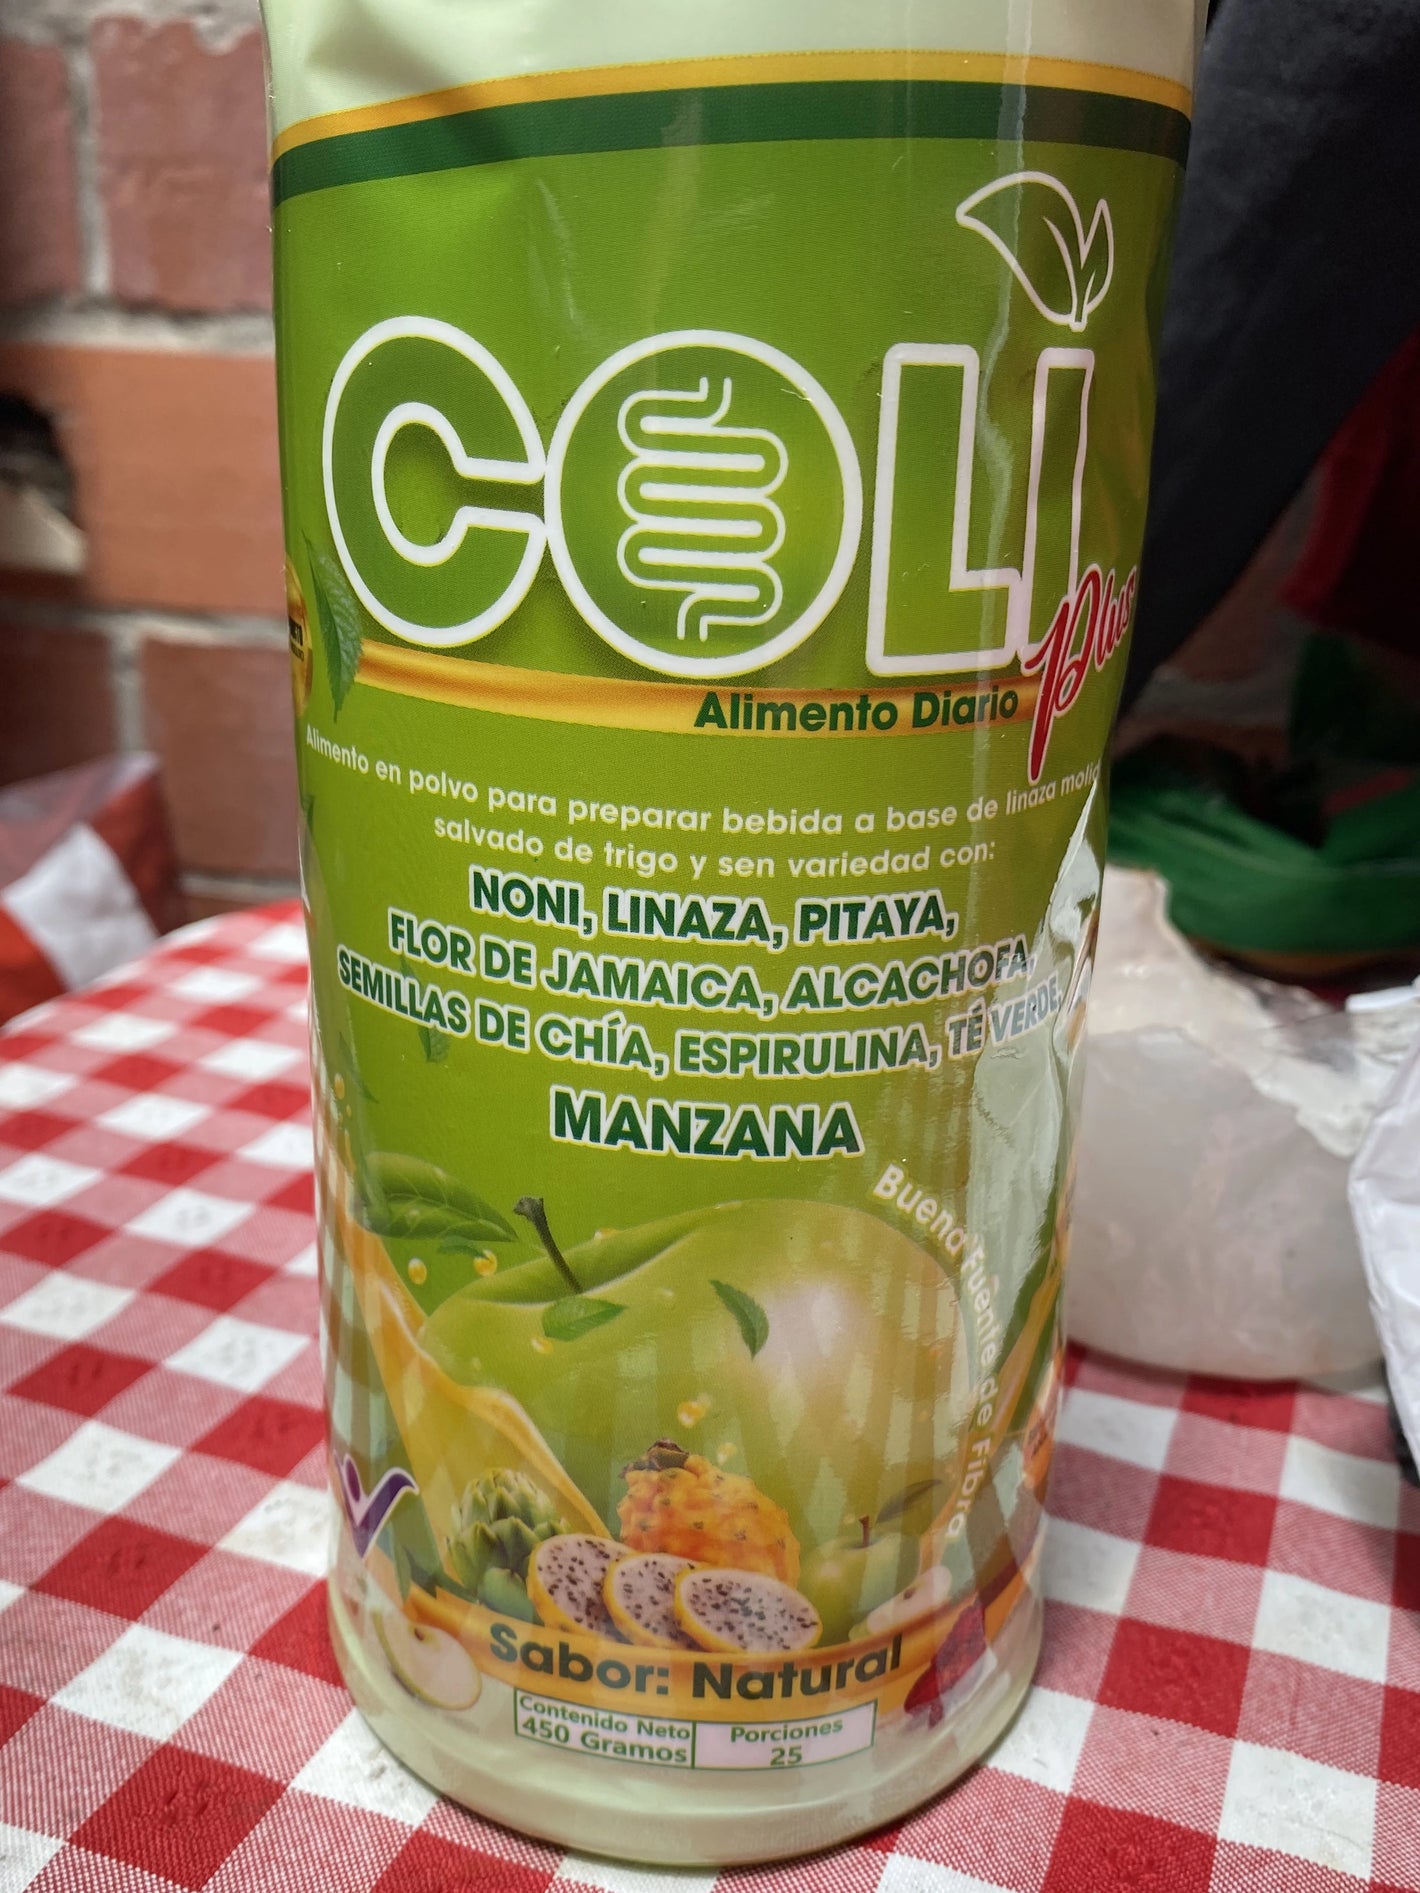 COLI
Plus
Alimento Diario
Alimento en polvo para preparar bebida a base de linaza
salvado de trigo y sen variedad con:
NONI, LINAZA, PITAYA,
FLOR DE JAMAICA, ALCACHOFA,
SEMILLAS DE CHÍA, ESPIRULINA, TÉ VERDE,
MANZANA
Buena Fuente de Fibra
Sabor: Natural
Contenido Neto
450 Gramos
Porciones
25